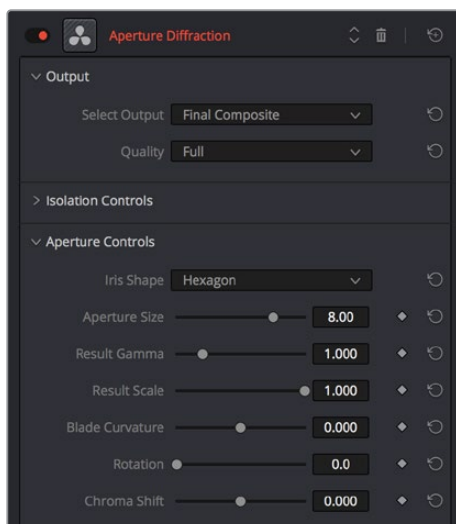 Aperture Diffraction
Output
Select Output Final Composite
Quality Full
Isolation Controls
Aperture Controls
Iris Shape Hexagon
Aperture Size 8.00
Result Gamma 1.000
Result Scale 1.000
Blade Curvature 0.000
Rotation 0.0
Chroma Shift 0.000